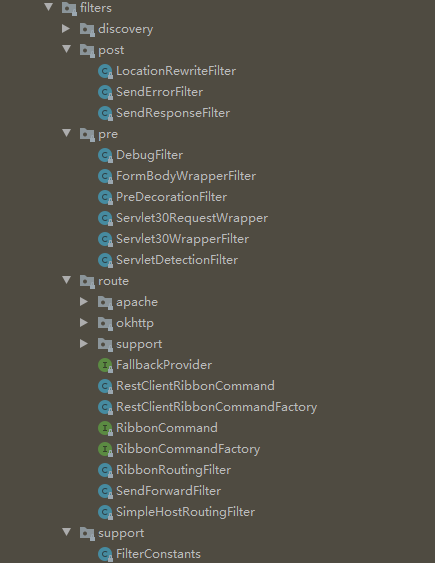 filters
discovery
post
LocationRewriteFilter
SendErrorFilter
SendResponseFilter
pre
DebugFilter
FormBodyWrapperFilter
PreDecorationFilter
Servlet30RequestWrapper
Servlet30WrapperFilter
ServletDetectionFilter
route
apache
okhttp
support
FallbackProvider
RestClientRibbonCommand
RestClientRibbonCommandFactory
RibbonCommand
RibbonCommandFactory
RibbonRoutingFilter
SendForwardFilter
SimpleHostRoutingFilter
support
FilterConstants